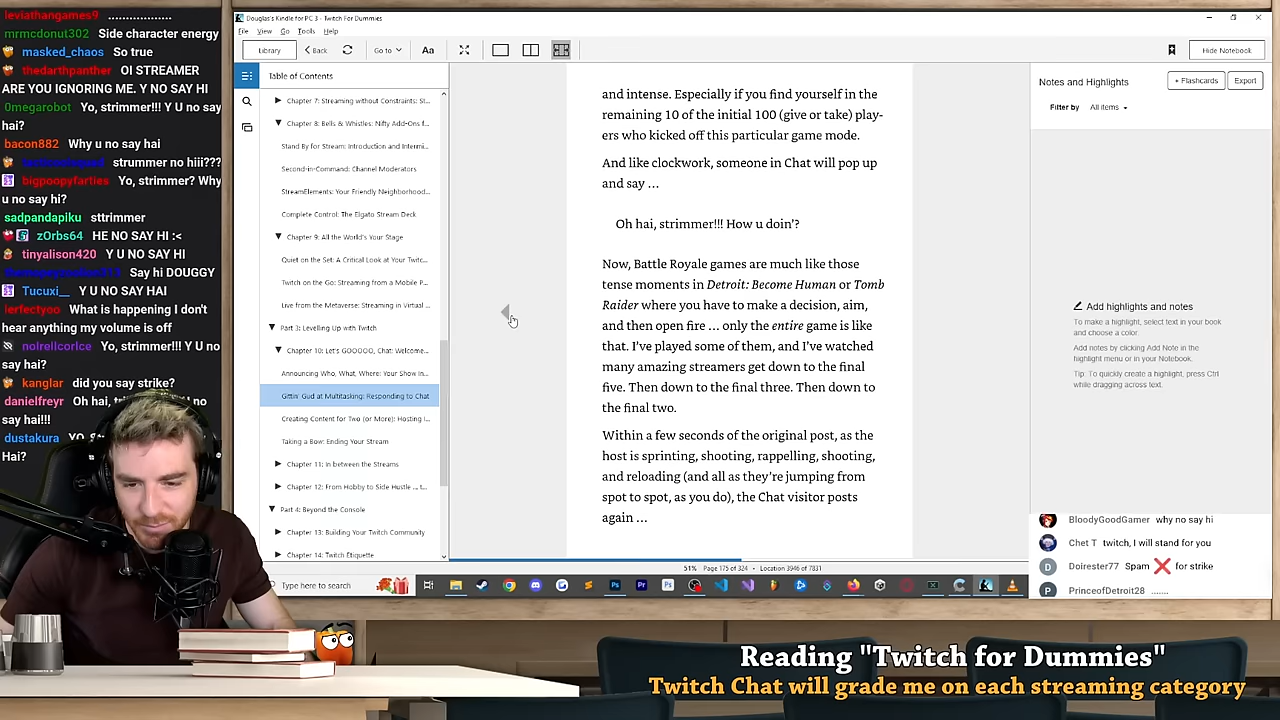 leviathangames9 .................
mrmcdonut302 Side character energy
masked_chaos So true
thedarthpanther OI STREAMER
ARE YOU IGNORING ME. Y NO SAY HI
0megarobot Yo, strimmer!!! Y U no say
hai?
bacon882 Why u no say hai
strummer no hiii???
bigpoopyfarties Yo, strimmer? Why
u no say hi?
sadpandapiku sttrimmer
zOrbs64 HE NO SAY HI :<
tinyalison420 Y U NO SAY HI
Say hi DOUGGY
Tucuxi__ Y U NO SAY HAI
lerfectyoo What is happening I don't
hear anything my volume is off
noIrellcorIce Yo, strimmer!!! Y U no
say hai?
kanglar did you say strike?
danielfreyr Oh hai, no
say hai!!!
dustakura
Hai?
Douglas's Kindle for PC 3 - Twitch For Dummies
File View Go Tools Help
Library Back Go to Aa Hide Notebook
Table of Contents
Chapter 7: Streaming without Constraints: St...
Chapter 8: Bells & Whistles: Nifty Add-Ons f...
Stand By for Stream: Introduction and Intermi...
Second-in-Command: Channel Moderators
StreamElements: Your Friendly Neighborhood...
Complete Control: The Elgato Stream Deck
Chapter 9: All the World's Your Stage
Quiet on the Set: A Critical Look at Your Twitc...
Twitch on the Go: Streaming from a Mobile P...
Live from the Metaverse: Streaming in Virtual ...
Part 3: Levelling Up with Twitch
Chapter 10: Let's GOOOOO, Chat: Welcome...
Announcing Who, What, Where: Your Show In...
Gittin' Gud at Multitasking: Responding to Chat
Creating Content for Two (or More): Hosting I...
Taking a Bow: Ending Your Stream
Chapter 11: In between the Streams
Chapter 12: From Hobby to Side Hustle ... t...
Part 4: Beyond the Console
Chapter 13: Building Your Twitch Community
Chapter 14: Twitch Etiquette
and intense. Especially if you find yourself in the
remaining 10 of the initial 100 (give or take) play-
ers who kicked off this particular game mode.
And like clockwork, someone in Chat will pop up
and say ...
Oh hai, strimmer!!! How u doin'?
Now, Battle Royale games are much like those
tense moments in Detroit: Become Human or Tomb
Raider where you have to make a decision, aim,
and then open fire ... only the entire game is like
that. I've played some of them, and I've watched
many amazing streamers get down to the final
five. Then down to the final three. Then down to
the final two.
Within a few seconds of the original post, as the
host is sprinting, shooting, rappelling, shooting,
and reloading (and all as they're jumping from
spot to spot, as you do), the Chat visitor posts
again ...
51% Page 175 of 324 Location 3946 of 7831
Notes and Highlights + Flashcards Export
Filter by All items
Add highlights and notes
To make a highlight, select text in your book
and choose a color.
Add notes by clicking Add Note in the
highlight menu or in your Notebook.
Tip: To quickly create a highlight, press Ctrl
while dragging across text.
BloodyGoodGamer why no say hi
Chet T twitch, I will stand for you
Doirester77 Spam ❌ for strike
PrinceofDetroit28 .......
Type here to search
Reading "Twitch for Dummies"
Twitch Chat will grade me on each streaming category